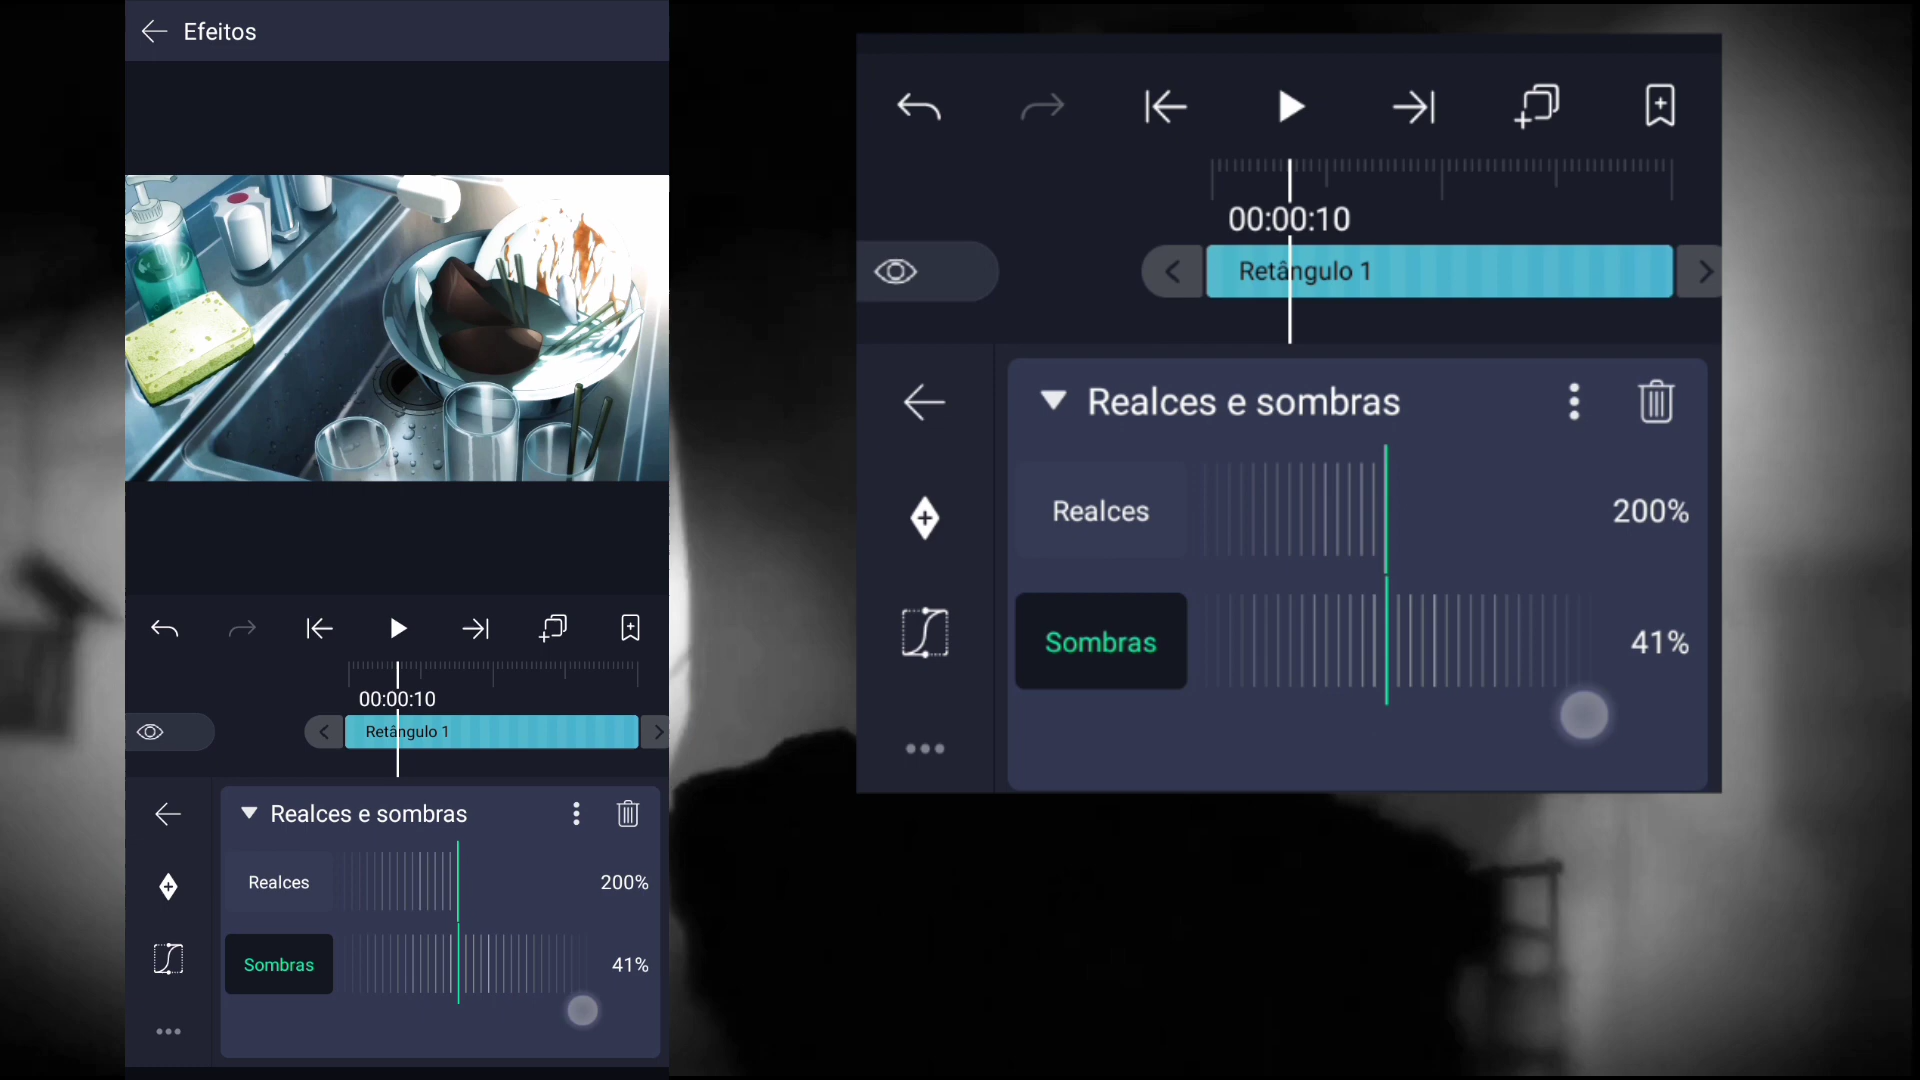 Efeitos
00:00:10
Retângulo 1
Realces e sombras
Realces
200%
Sombras
41%
00:00:10
Retângulo 1
Realces e sombras
Realces
200%
Sombras
41%